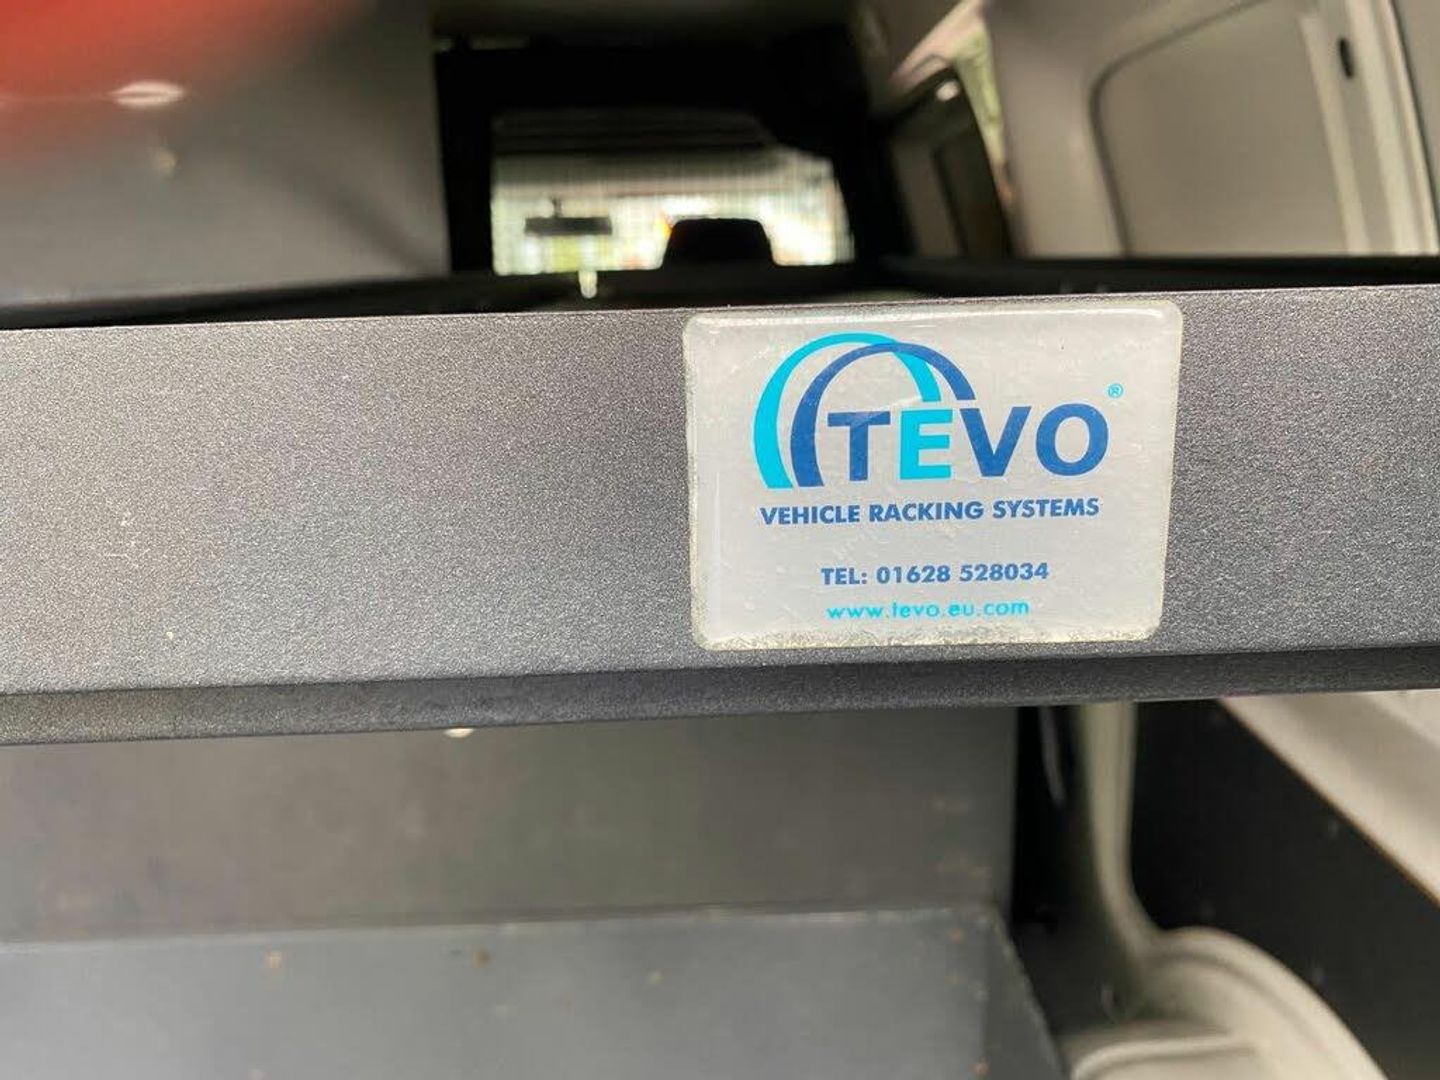 TEVO®
VEHICLE RACKING SYSTEMS
TEL: 01628 528034
www.tevo.eu.com